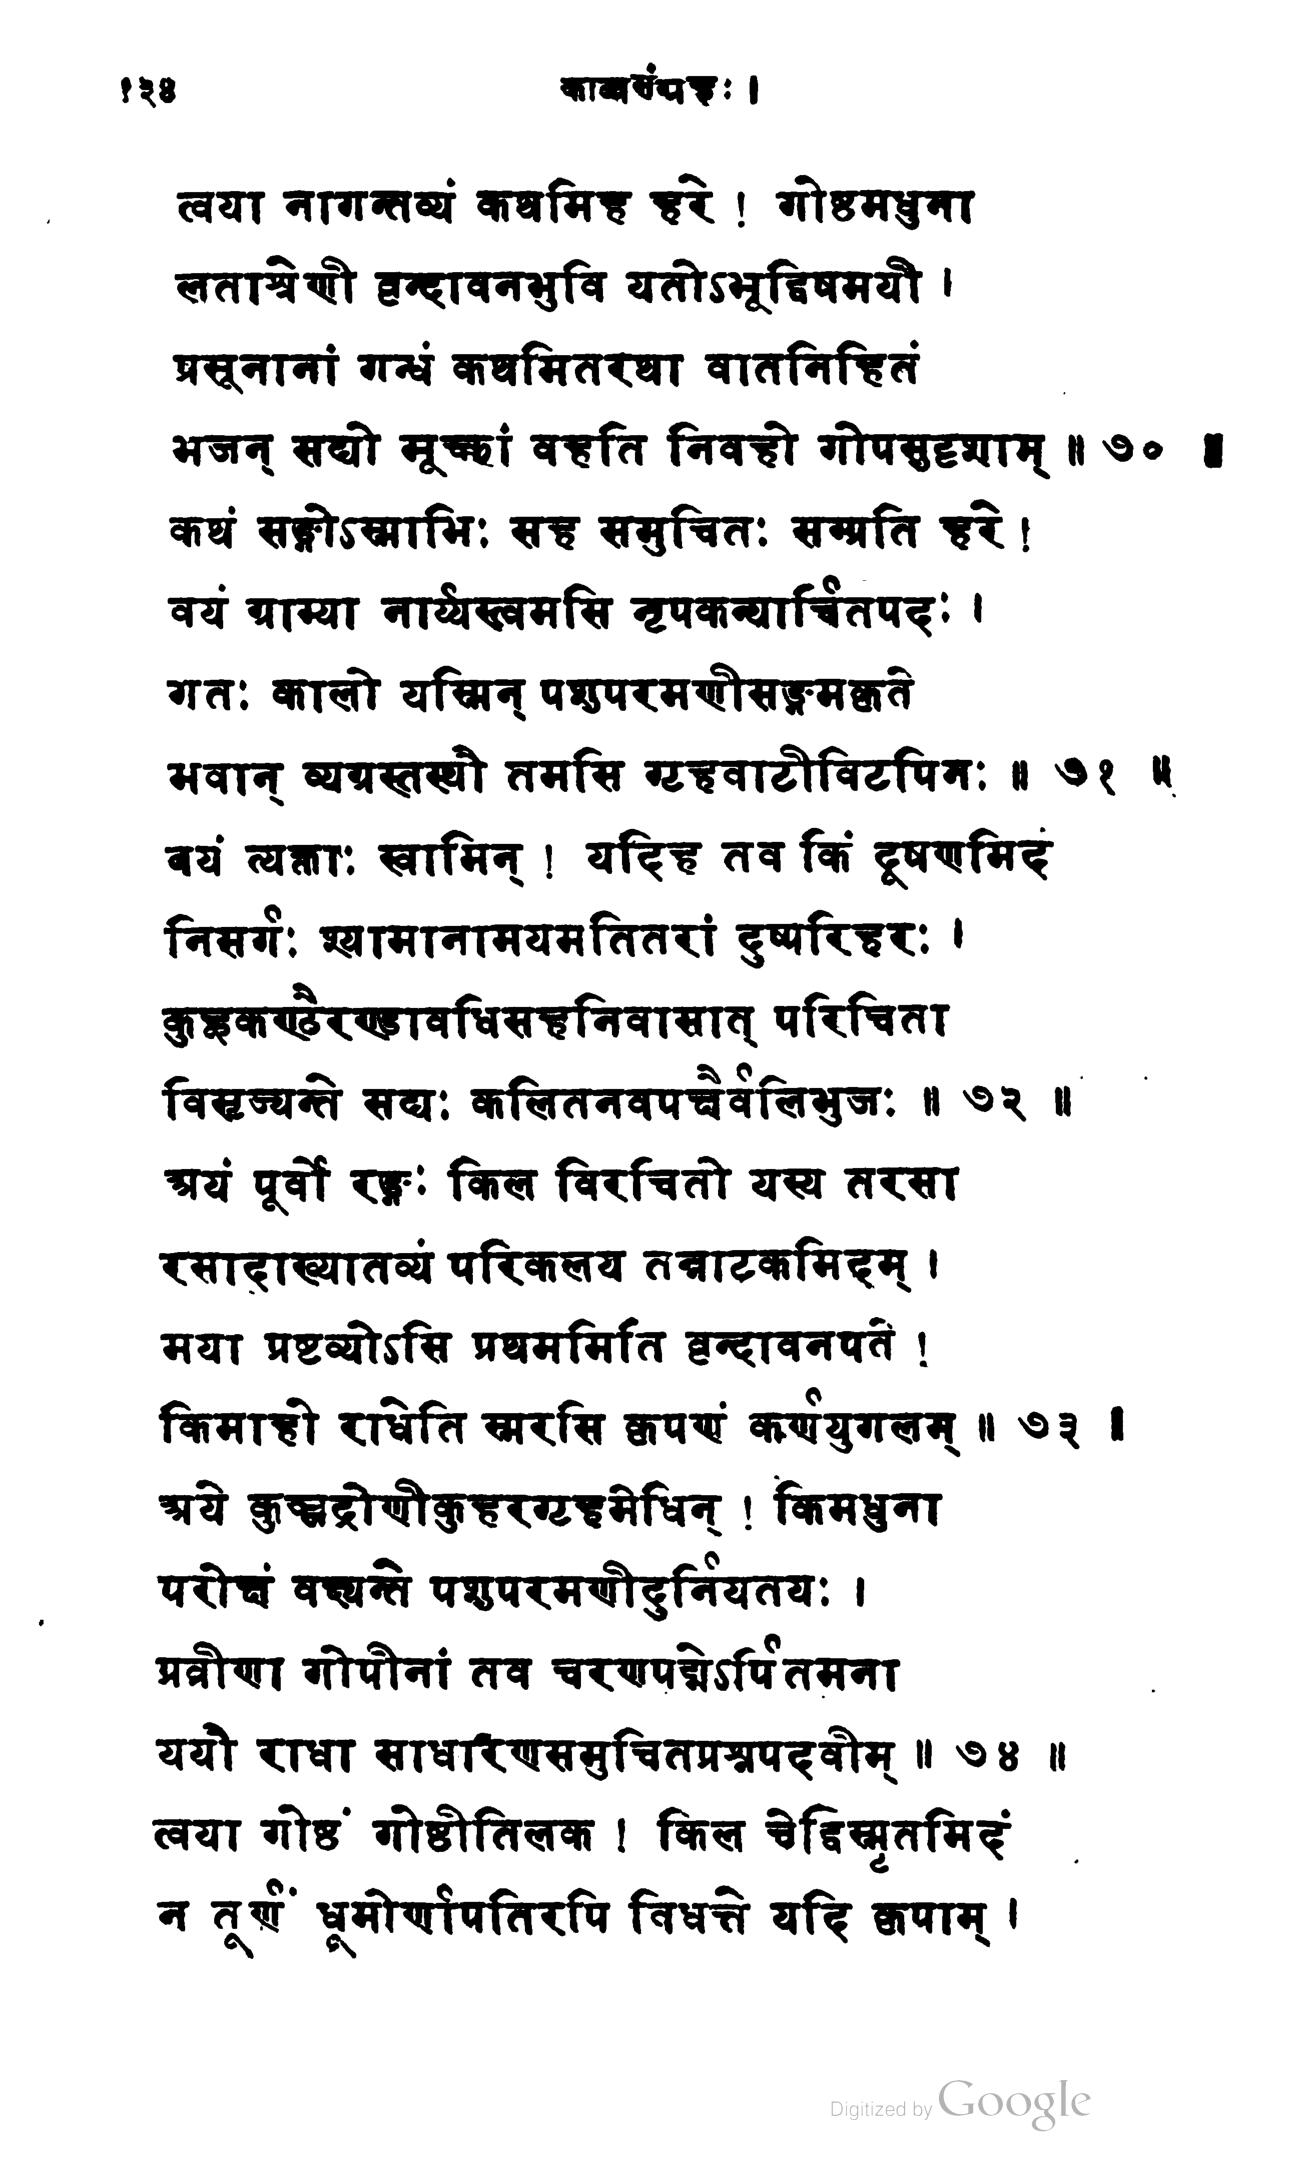 १३४ काव्यसंग्रहः ।
त्वया नागन्तव्यं कथमिह हरे ! गोष्ठमधुना
लताश्रेणी वृन्दावनभुवि यतोऽभूद्विषमयी ।
प्रसूनानां गन्धं कथमितरथा वातनिहितं
भजन् सद्यो मूर्च्छां वहति निवहो गोपसुदृशाम् ॥ ७० ॥
कथं सङ्गोऽस्माभिः सह समुचितः सम्प्रति हरे !
वयं ग्राम्या नार्य्यस्त्वमसि नृपकन्यार्चितपदः ।
गतः कालो यस्मिन् पशुपरमणीसङ्गमकृते
भवान् व्यग्रस्तस्थौ तमसि गृहवाटीविटपिनः ॥ ७१ ॥
वयं त्यक्ताः स्वामिन् ! यदिह तव किं दूषणमिदं
निसर्गः श्यामानामयमतितरां दुष्परिहरः ।
कुहूकण्ठैरण्डावधिसहनिवासात् परिचिता
विसृज्यन्ते सद्यः कलितनवपक्षैर्वलिभुजः ॥ ७२ ॥
अयं पूर्वो रङ्गः किल विरचितो यस्य तरसा
रसादाख्यातव्यं परिकलय तन्नाटकमिदम् ।
मया प्रष्टव्योऽसि प्रथममिति वृन्दावनपते !
किमाहो राधेति स्मरसि कृपणं कर्णयुगलम् ॥ ७३ ॥
अये कुञ्जद्रोणीकुहरगृहमेधिन् ! किमधुना
परोक्षं वक्ष्यन्ते पशुपरमणीदुर्नियतयः ।
प्रवीणा गोपीनां तव चरणपद्मेऽर्पितमना
ययौ राधा साधारणसमुचितप्रश्नपदवीम् ॥ ७४ ॥
त्वया गोष्ठं गोष्ठीतिलक ! किल चेद्विस्मृतमिदं
न तूर्णं धूमोर्णापतिरपि विधत्ते यदि कृपाम् ।
Digitized by Google